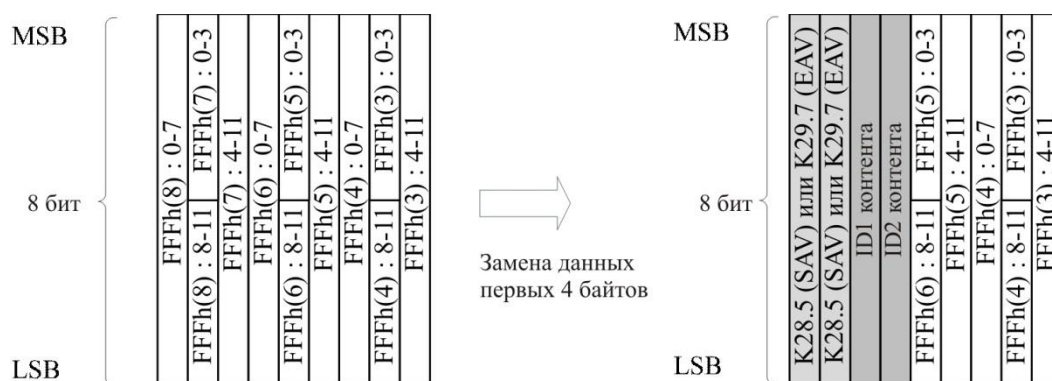 MSB
8 бит
LSB
FFFh(8) : 0-7
FFFh(8) : 8-11
FFFh(7) : 0-3
FFFh(7) : 4-11
FFFh(6) : 0-7
FFFh(6) : 8-11
FFFh(5) : 0-3
FFFh(5) : 4-11
FFFh(4) : 0-7
FFFh(4) : 8-11
FFFh(3) : 0-3
FFFh(3) : 4-11
Замена данных
первых 4 байтов
MSB
8 бит
LSB
K28.5 (SAV) или K29.7 (EAV)
K28.5 (SAV) или K29.7 (EAV)
ID1 контента
ID2 контента
FFFh(6) : 8-11
FFFh(5) : 0-3
FFFh(5) : 4-11
FFFh(4) : 0-7
FFFh(4) : 8-11
FFFh(3) : 0-3
FFFh(3) : 4-11